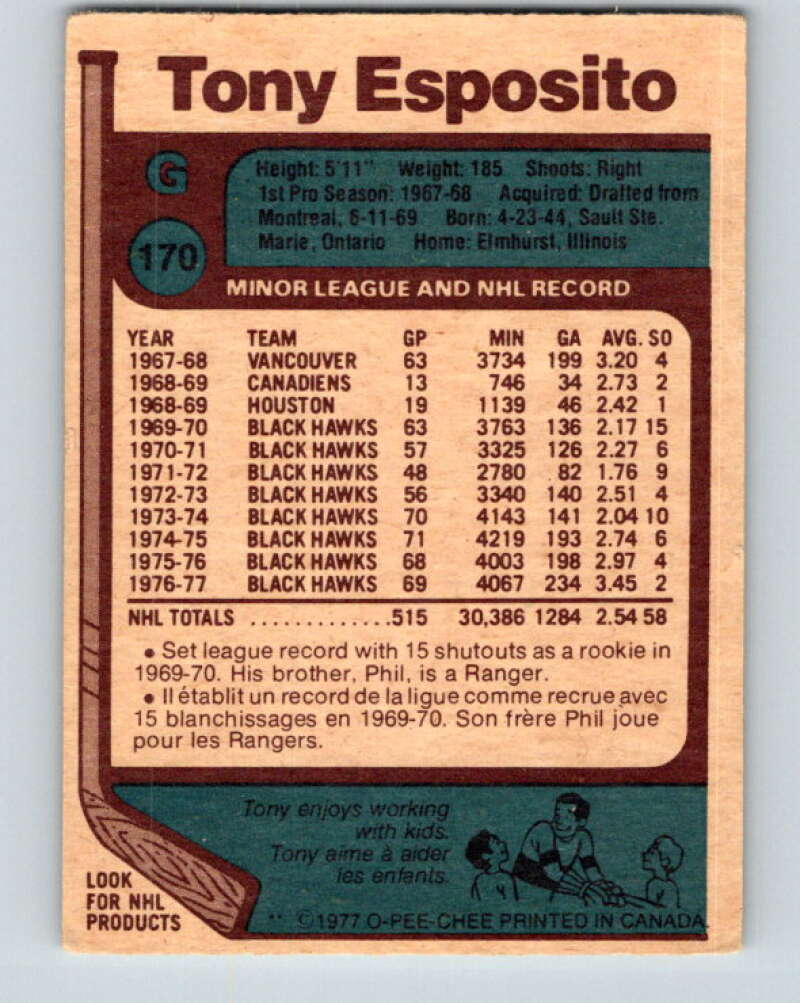 Tony Esposito
G
170
Height: 5'11" Weight: 185 Shoots: Right
1st Pro Season: 1967-68 Acquired: Drafted from
Montreal, 6-11-69 Born: 4-23-44, Sault Ste.
Marie, Ontario Home: Elmhurst, Illinois
MINOR LEAGUE AND NHL RECORD
YEAR TEAM GP MIN GA AVG. SO
1967-68 VANCOUVER 63 3734 199 3.20 4
1968-69 CANADIENS 13 746 34 2.73 2
1968-69 HOUSTON 19 1139 46 2.42 1
1969-70 BLACK HAWKS 63 3763 136 2.17 15
1970-71 BLACK HAWKS 57 3325 126 2.27 6
1971-72 BLACK HAWKS 48 2780 82 1.76 9
1972-73 BLACK HAWKS 56 3340 140 2.51 4
1973-74 BLACK HAWKS 70 4143 141 2.04 10
1974-75 BLACK HAWKS 71 4219 193 2.74 6
1975-76 BLACK HAWKS 68 4003 198 2.97 4
1976-77 BLACK HAWKS 69 4067 234 3.45 2
NHL TOTALS .............515 30,386 1284 2.54 58
• Set league record with 15 shutouts as a rookie in
1969-70. His brother, Phil, is a Ranger.
• Il établit un record de la ligue comme recrue avec
15 blanchissages en 1969-70. Son frère Phil joue
pour les Rangers.
Tony enjoys working
with kids.
Tony aime à aider
les enfants.
LOOK
FOR NHL
PRODUCTS
** ©1977 O-PEE-CHEE PRINTED IN CANADA